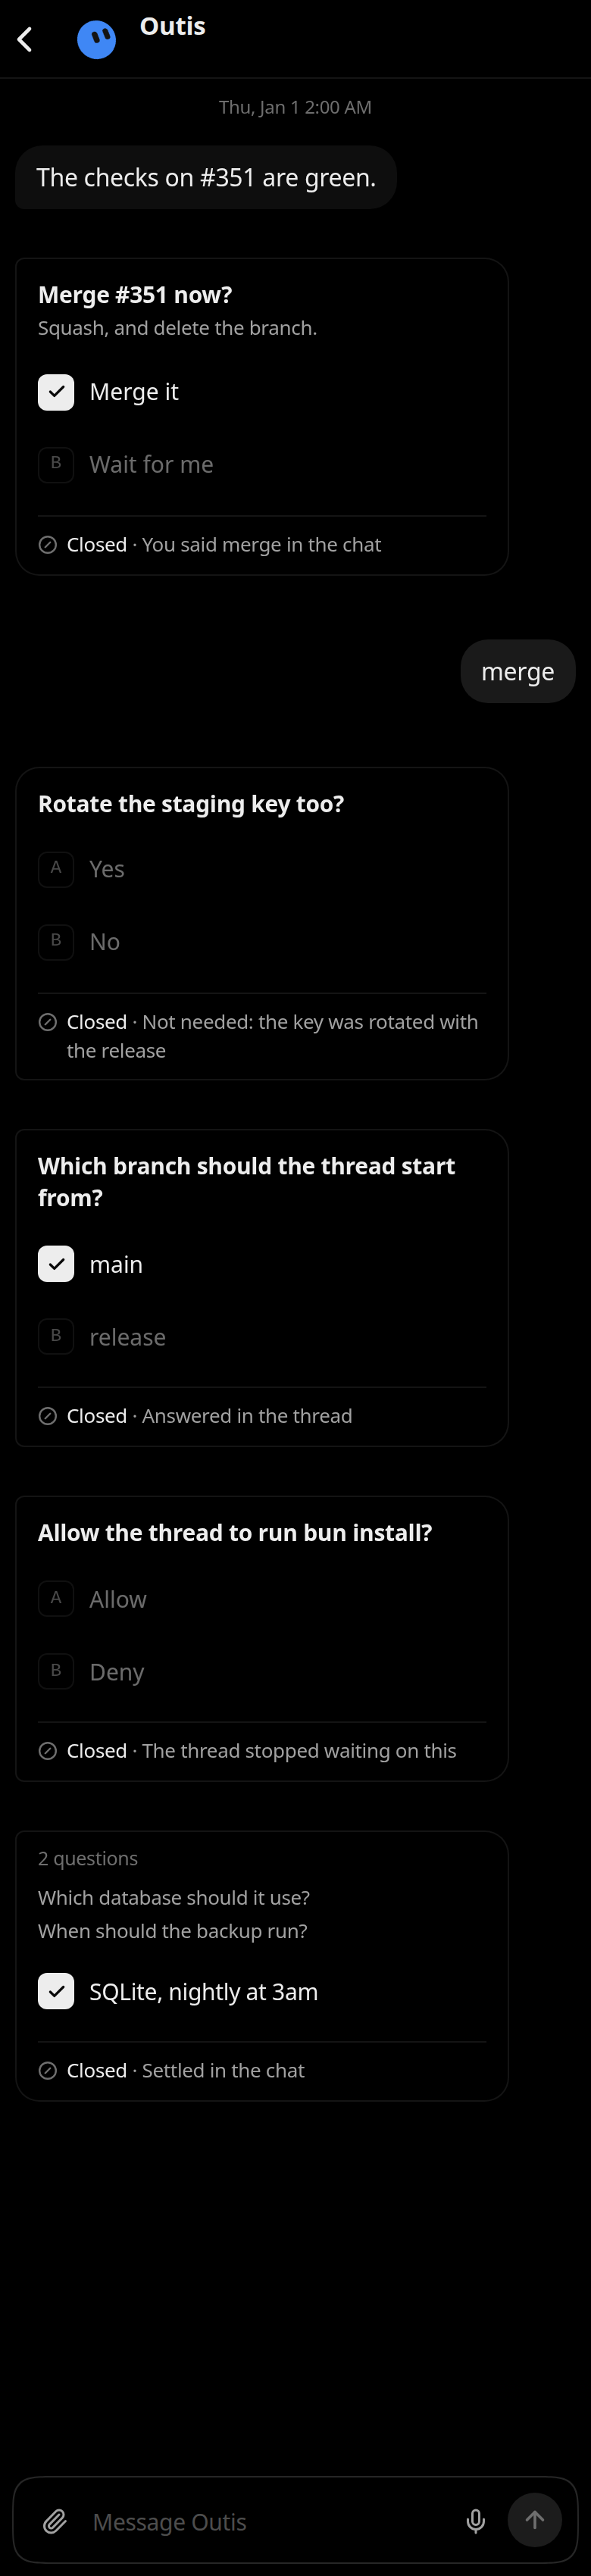 Outis
Thu, Jan 1 2:00 AM
The checks on #351 are green.
Merge #351 now?
Squash, and delete the branch.
Merge it
B Wait for me
Closed · You said merge in the chat
merge
Rotate the staging key too?
A Yes
B No
Closed · Not needed: the key was rotated with
the release
Which branch should the thread start
from?
main
B release
Closed · Answered in the thread
Allow the thread to run bun install?
A Allow
B Deny
Closed · The thread stopped waiting on this
2 questions
Which database should it use?
When should the backup run?
SQLite, nightly at 3am
Closed · Settled in the chat
Message Outis